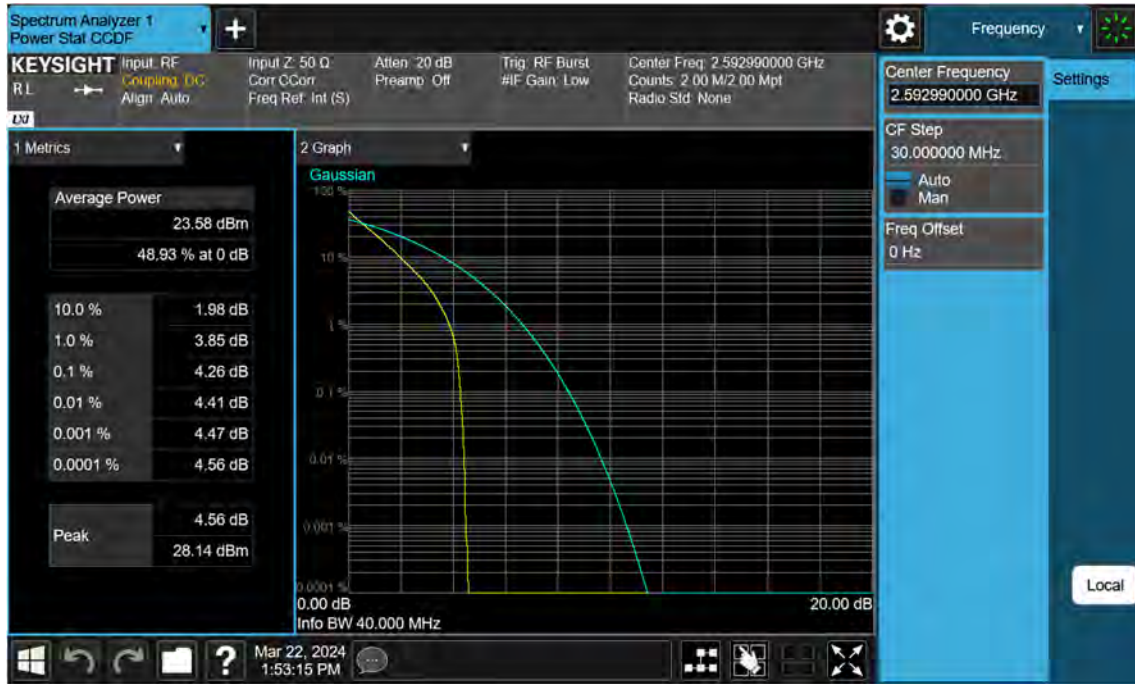 Spectrum Analyzer 1
Power Stat CCDF
+
Frequency
KEYSIGHT
RL
LXI
Input: RF
Coupling: DC
Align: Auto
Input Z: 50 Ω
Corr CCorr
Freq Ref: Int (S)
Atten: 20 dB
Preamp: Off
Trig: RF Burst
#IF Gain: Low
Center Freq: 2.592990000 GHz
Counts: 2.00 M/2.00 Mpt
Radio Std: None
Center Frequency
2.592990000 GHz
Settings
CF Step
30.000000 MHz
Auto
Man
Freq Offset
0 Hz
Local
1 Metrics
Average Power
23.58 dBm
48.93 % at 0 dB
10.0 % 1.98 dB
1.0 % 3.85 dB
0.1 % 4.26 dB
0.01 % 4.41 dB
0.001 % 4.47 dB
0.0001 % 4.56 dB
Peak
4.56 dB
28.14 dBm
2 Graph
Gaussian
100 %
10 %
1 %
0.1 %
0.01 %
0.001 %
0.0001 %
0.00 dB 20.00 dB
Info BW 40.000 MHz
?
Mar 22, 2024
1:53:15 PM